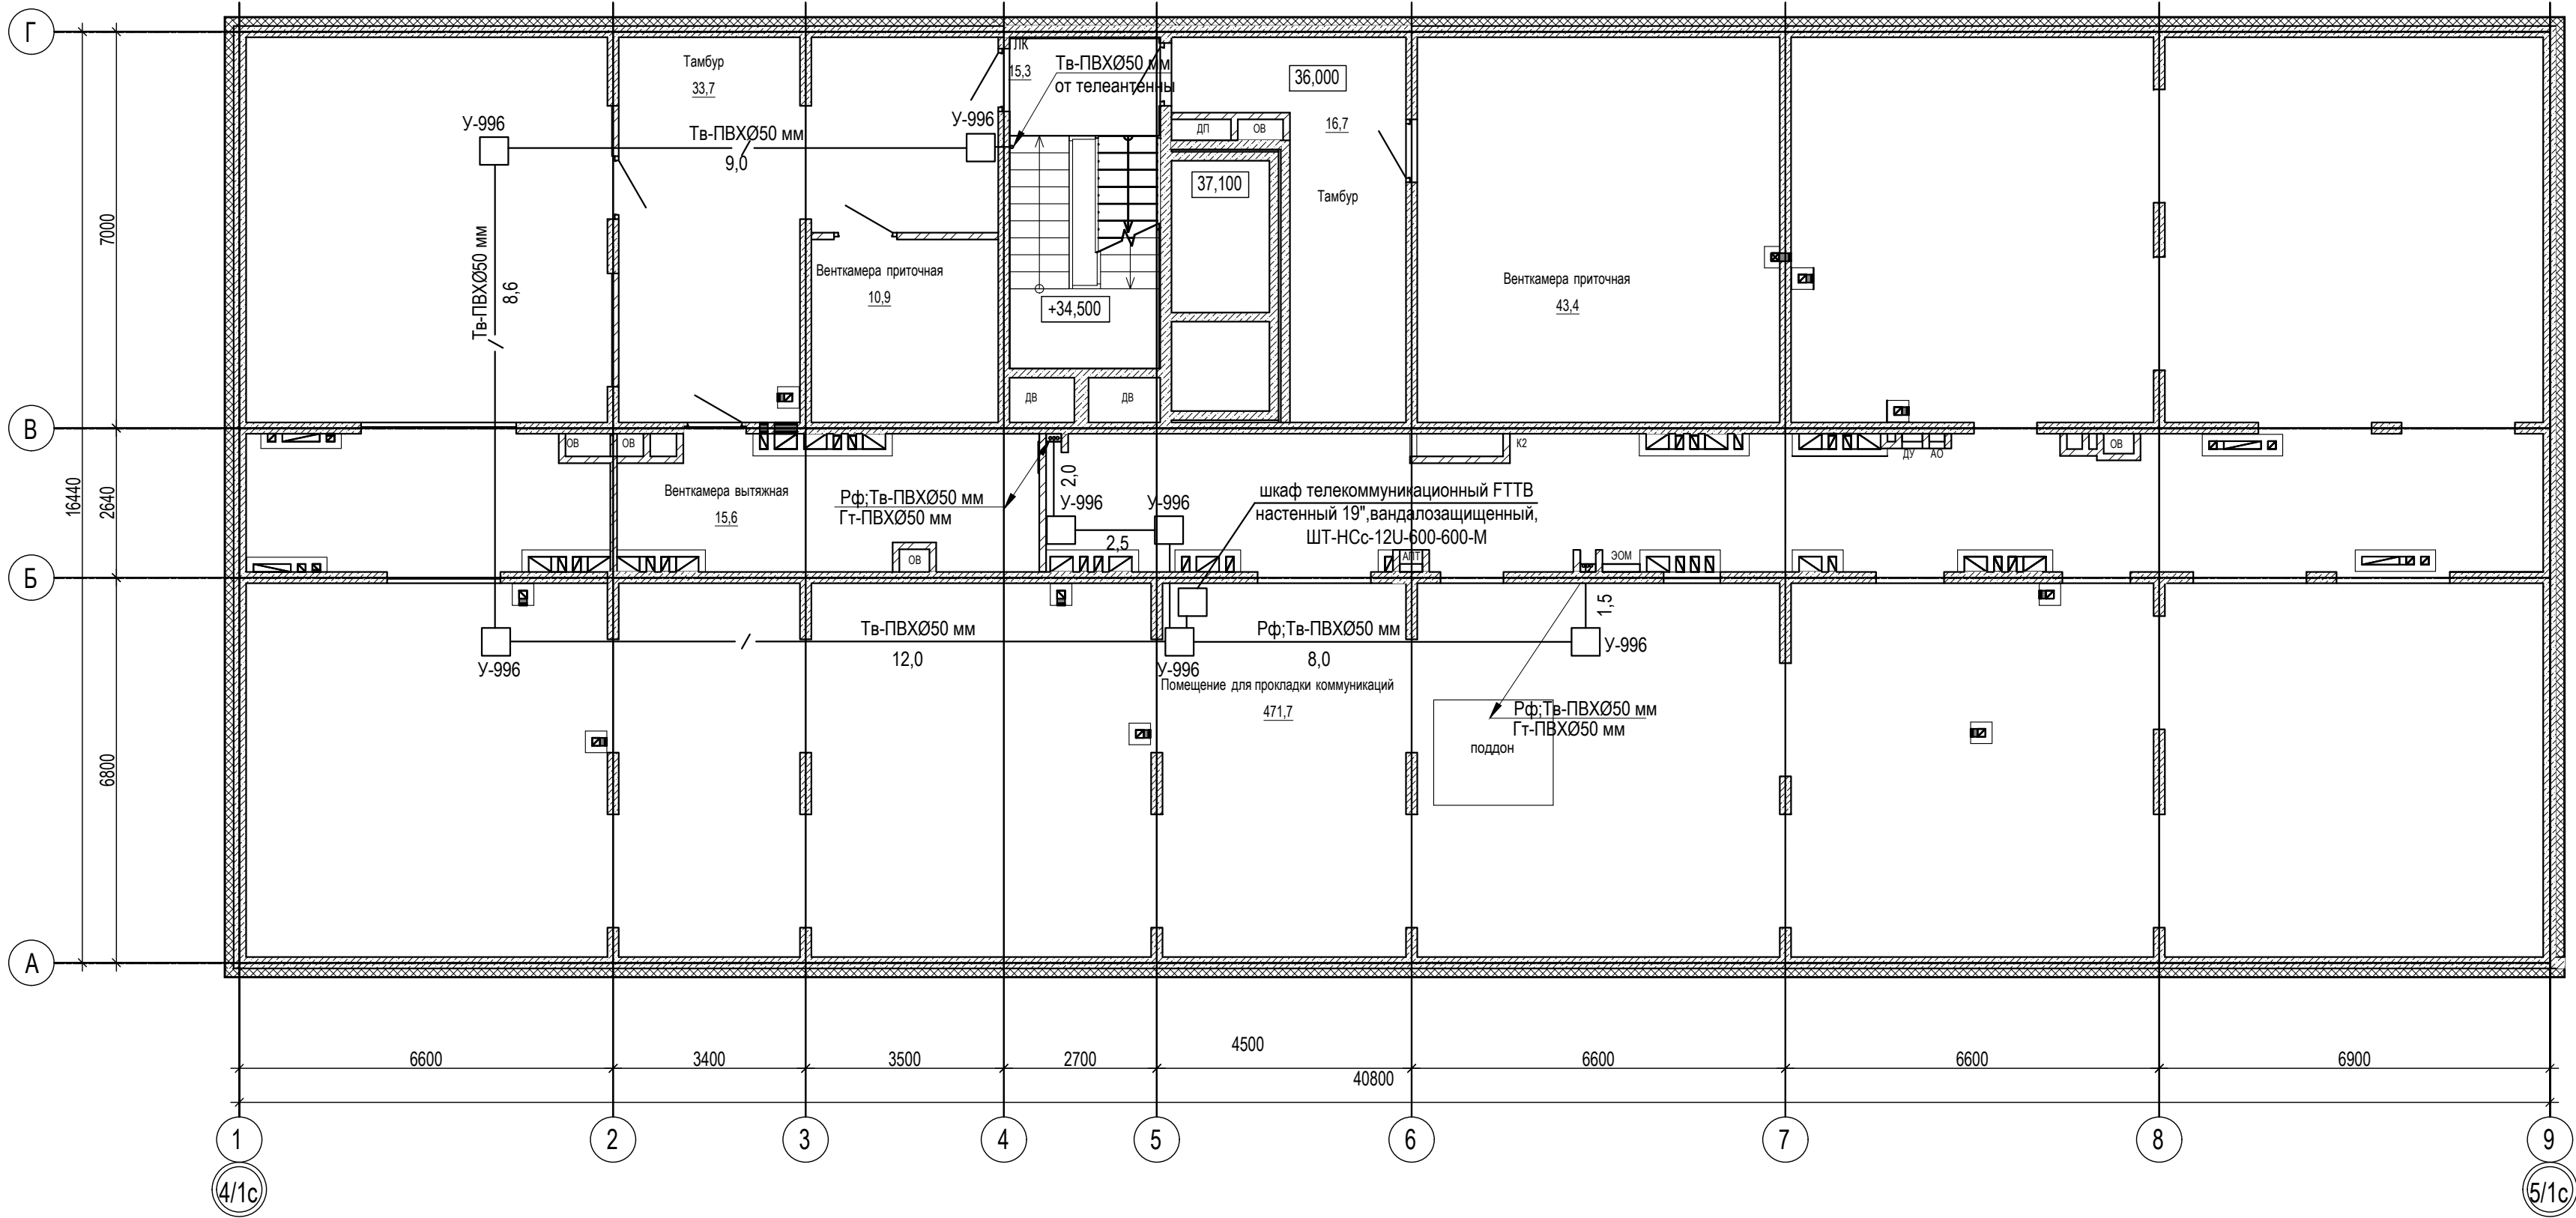 Г
ЛК
Тамбур
15,3
Тв-ПВХØ50 мм
от телеантенны
36,000
33,7
У-996
Тв-ПВХØ50 мм
9,0
У-996
ДП
ОВ
16,7
37,100
Тамбур
7000
Тв-ПВХØ50 мм
8,6
Венткамера приточная
10,9
+34,500
Венткамера приточная
43,4
ДВ
ДВ
В
ОВ
ОВ
К2
ДУ
АО
ОВ
16440
2640
Венткамера вытяжная
15,6
Рф;Тв-ПВХØ50 мм
Гт-ПВХØ50 мм
2,0
У-996
У-996
2,5
шкаф телекоммуникационный FTTB
настенный 19",вандалозащищенный,
ШТ-НСс-12U-600-600-М
ОВ
АПТ
ЭОМ
Б
1,5
Тв-ПВХØ50 мм
12,0
Рф;Тв-ПВХØ50 мм
8,0
У-996
У-996
У-996
Помещение для прокладки коммуникаций
471,7
Рф;Тв-ПВХØ50 мм
Гт-ПВХØ50 мм
поддон
6800
А
6600
3400
3500
2700
4500
6600
6600
6900
40800
1
2
3
4
5
6
7
8
9
4/1с
5/1с